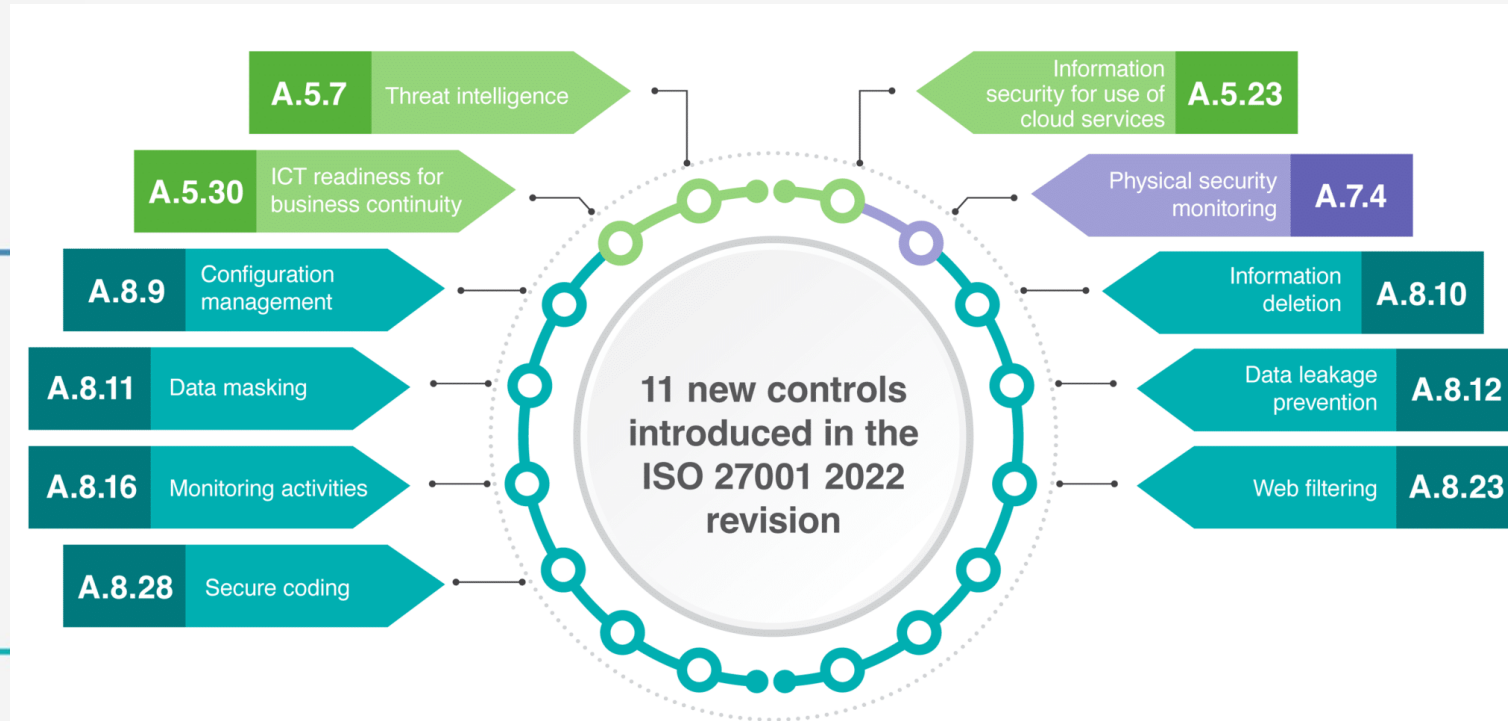 A.5.7
Threat intelligence
Information
security for use of
cloud services
A.5.23
A.5.30
ICT readiness for
business continuity
Physical security
monitoring
A.7.4
A.8.9
Configuration
management
Information
deletion
A.8.10
A.8.11
Data masking
Data leakage
prevention
A.8.12
A.8.16
Monitoring activities
Web filtering
A.8.23
A.8.28
Secure coding
11 new controls
introduced in the
ISO 27001 2022
revision